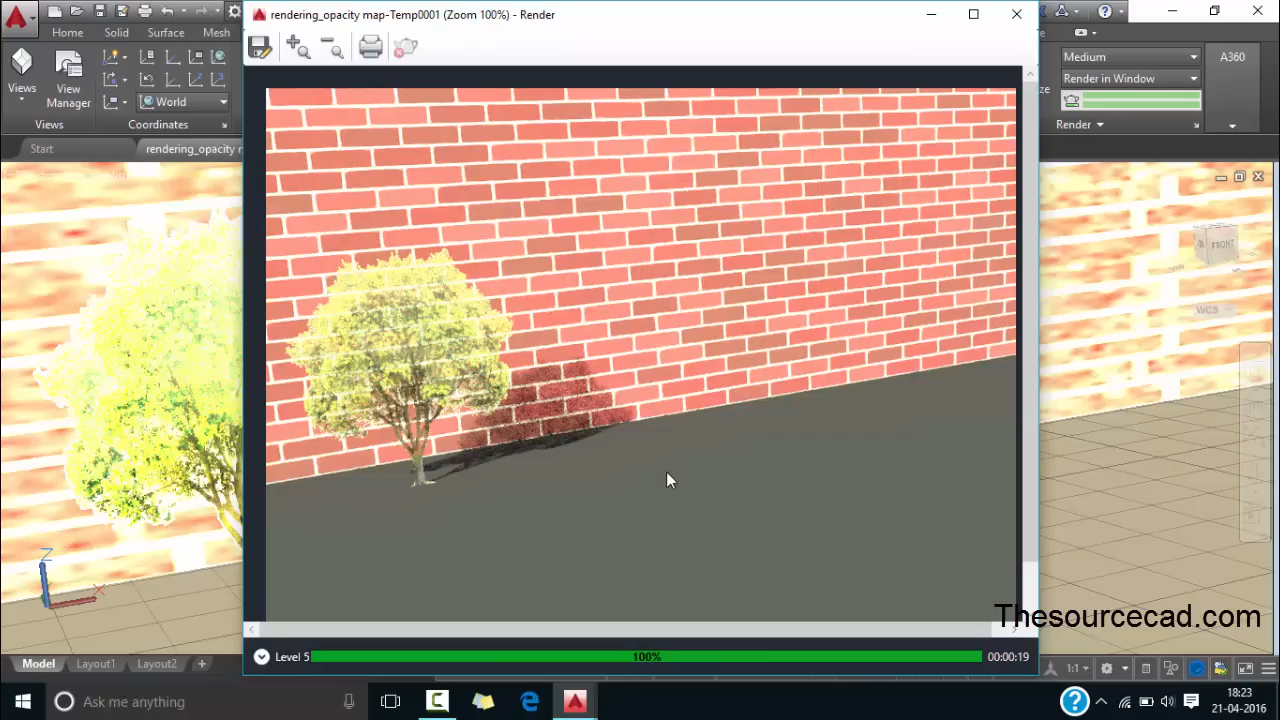 rendering_opacity map-Temp0001 (Zoom 100%) - Render
Home
Solid
Surface
Mesh
Views
View
Manager
World
Views
Coordinates
Medium
Render in Window
Render
A360
Start
rendering_opacity
FRONT
WCS
Z
X
Thesourcecad.com
Level 5
100%
00:00:19
Model
Layout1
Layout2
+
1:1
Ask me anything
18:23
21-04-2016